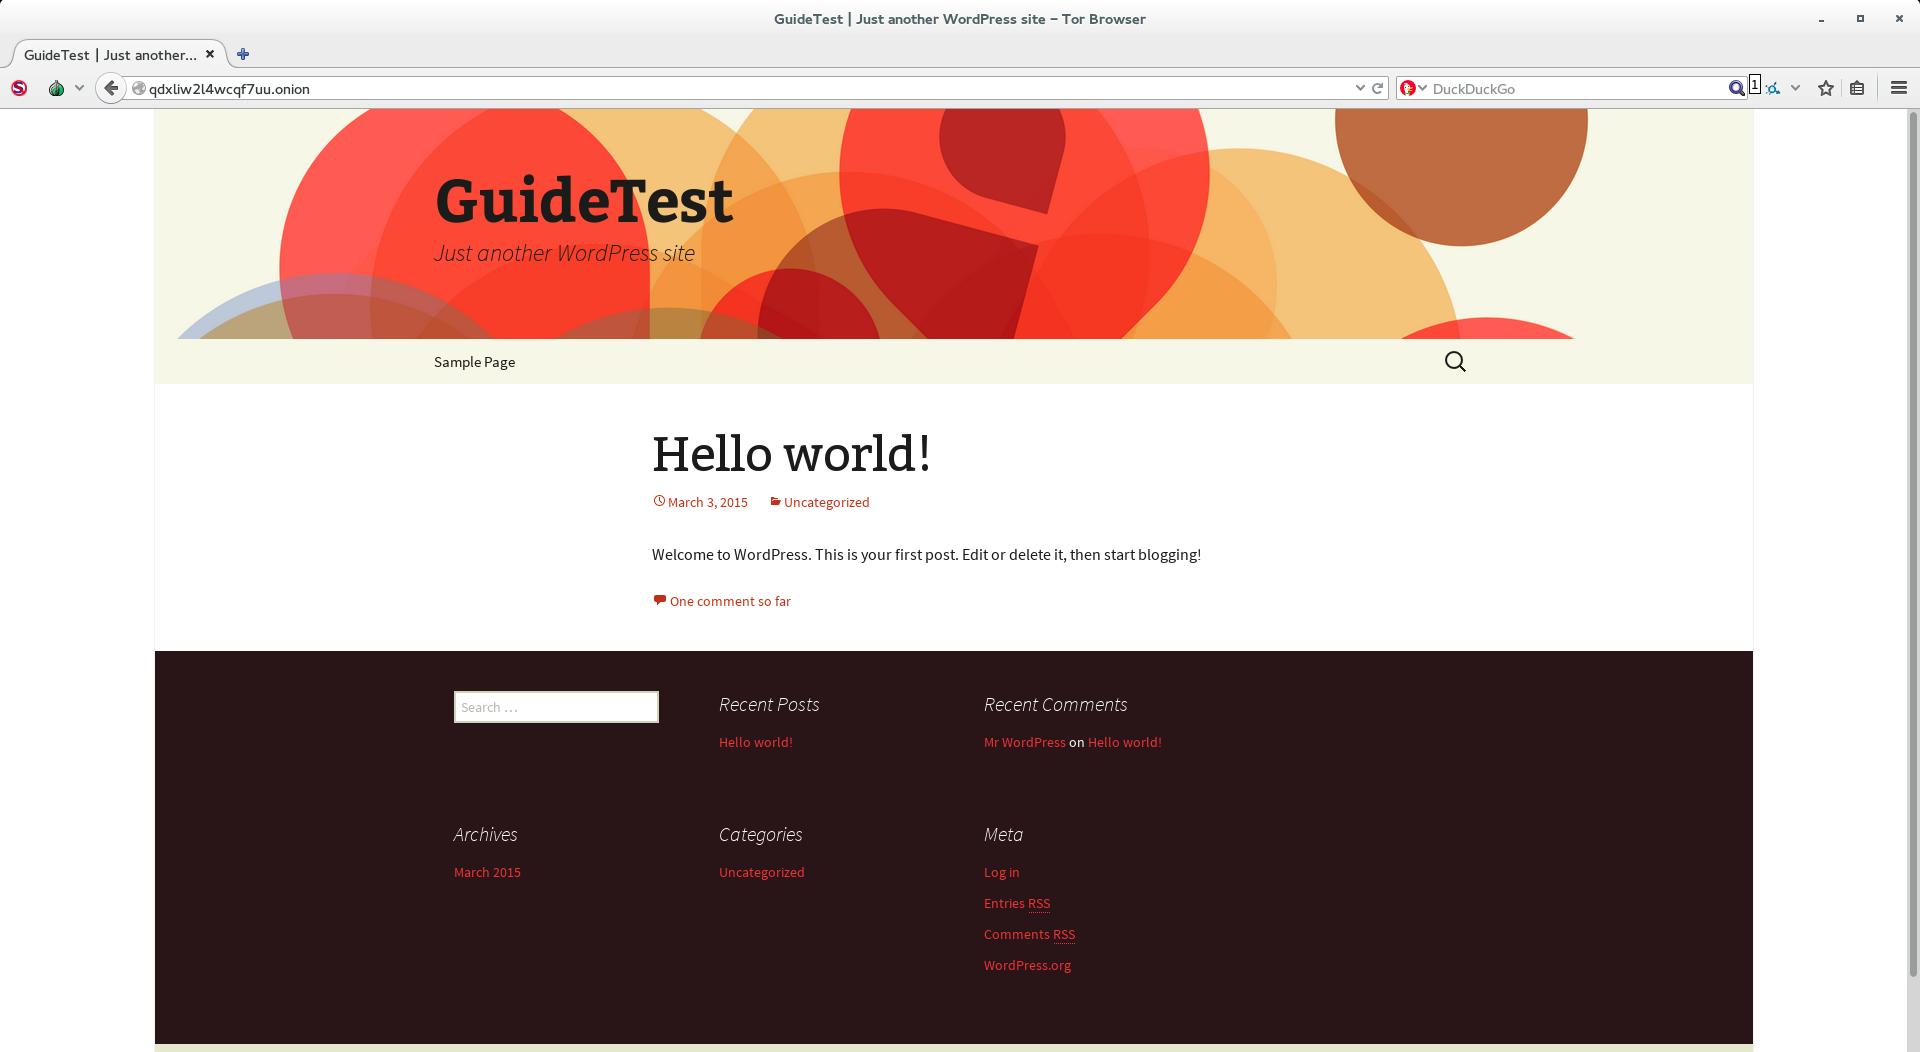 GuideTest | Just another WordPress site – Tor Browser
GuideTest | Just another...
qdxliw2l4wcqf7uu.onion
DuckDuckGo
1
GuideTest
Just another WordPress site
Sample Page
Hello world!
March 3, 2015 Uncategorized
Welcome to WordPress. This is your first post. Edit or delete it, then start blogging!
One comment so far
Search …
Recent Posts
Hello world!
Recent Comments
Mr WordPress on Hello world!
Archives
March 2015
Categories
Uncategorized
Meta
Log in
Entries RSS
Comments RSS
WordPress.org